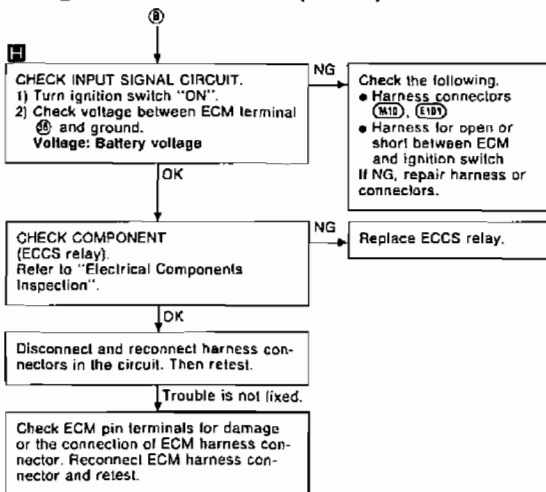 B
H
CHECK INPUT SIGNAL CIRCUIT.
1) Turn ignition switch "ON".
2) Check voltage between ECM terminal
and ground.
Voltage: Battery voltage
NG
Check the following.
● Harness connectors
(M10), (E101)
● Harness for open or
short between ECM
and ignition switch
If NG, repair harness or
connectors.
OK
CHECK COMPONENT
(ECCS relay).
Refer to "Electrical Components
Inspection".
NG
Replace ECCS relay.
OK
Disconnect and reconnect harness con-
nectors in the circuit. Then retest.
Trouble is not fixed.
Check ECM pin terminals for damage
or the connection of ECM harness con-
nector. Reconnect ECM harness con-
nector and retest.